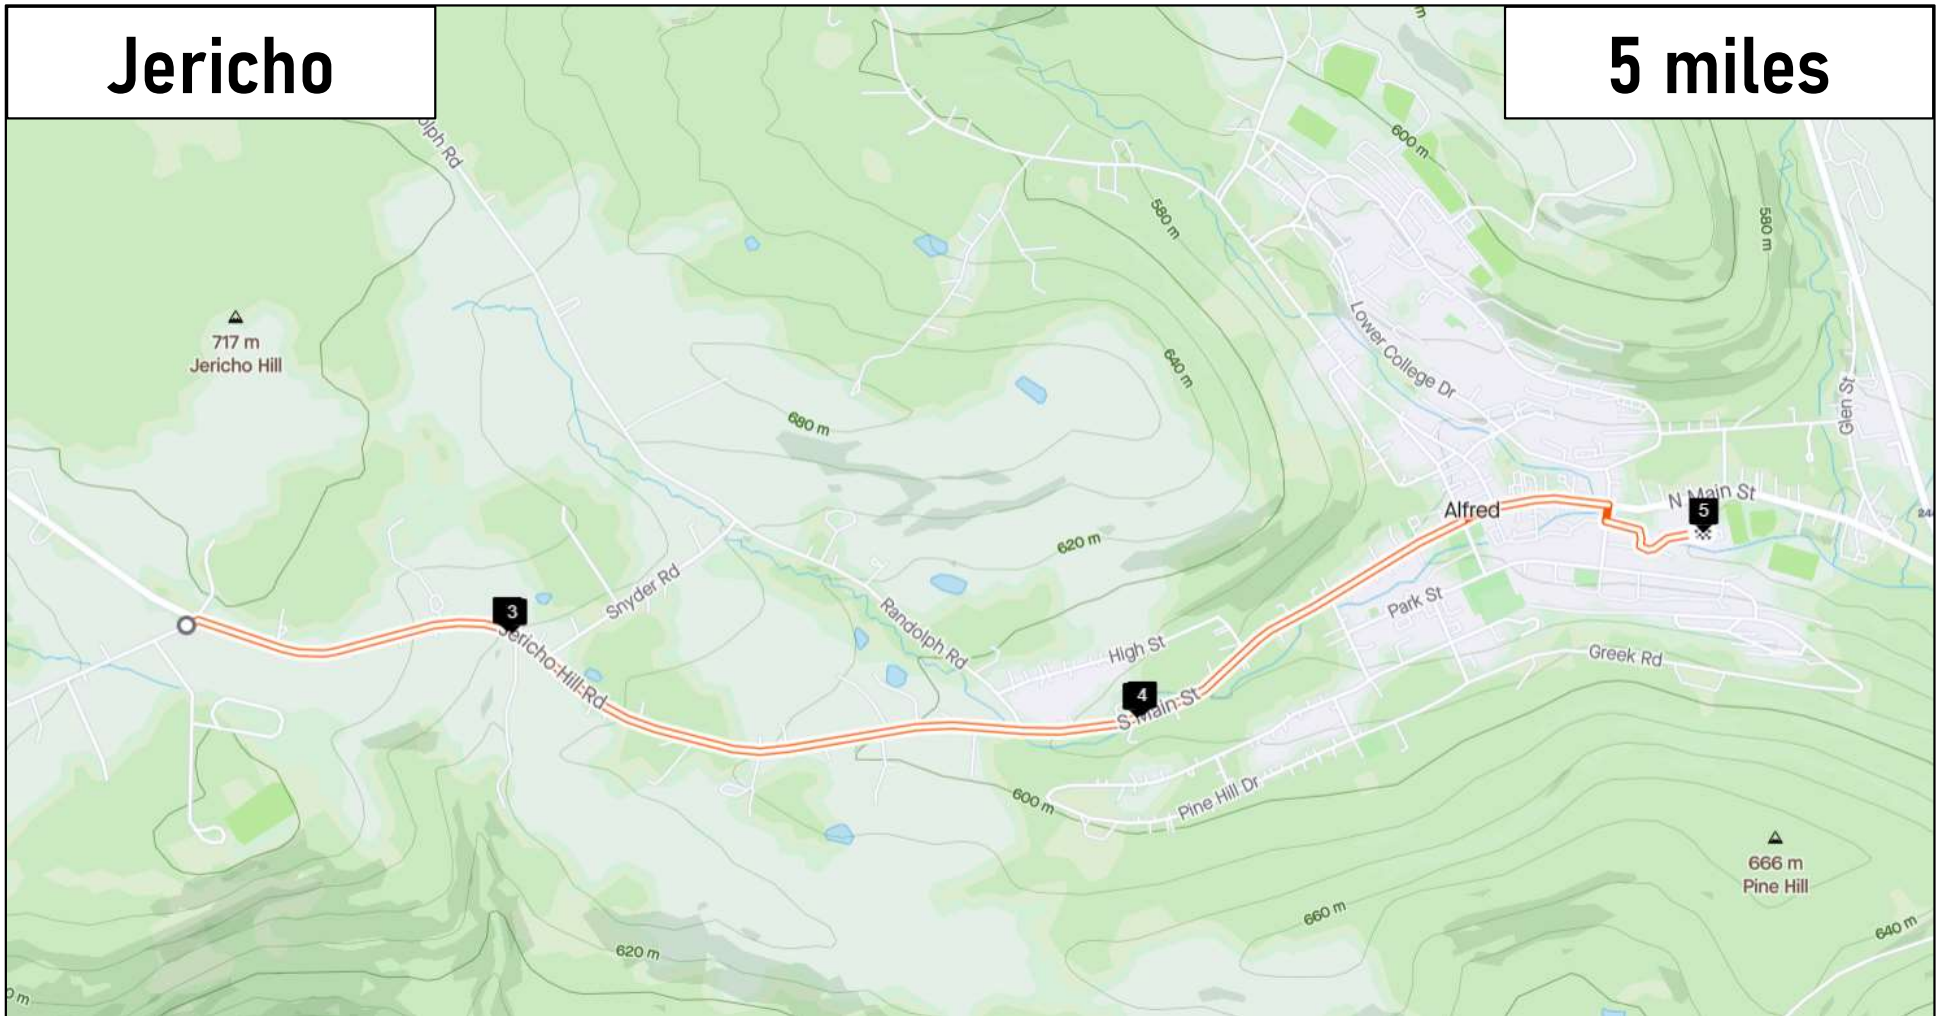 Jericho
5 miles
600 m
580 m
580 m
717 m
Jericho Hill
Lower College Dr
640 m
Glen St
680 m
N Main St
5
Alfred
620 m
3
Snyder Rd
Randolph Rd
Park St
Jericho Hill Rd
High St
Greek Rd
4
S Main St
600 m
Pine Hill Dr
666 m
Pine Hill
660 m
640 m
620 m